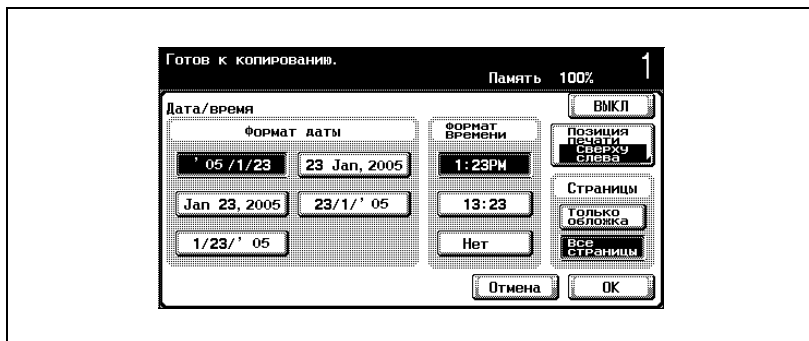 Готов к копированию.
Память 100% 1
Дата/время
ВЫКЛ
Формат даты
Формат Времени
Позиция печати
Сверху слева
' 05 /1/23
23 Jan, 2005
1:23PM
Jan 23, 2005
23/1/' 05
13:23
Страницы
Только обложка
1/23/' 05
Нет
Все страницы
Отмена
OK